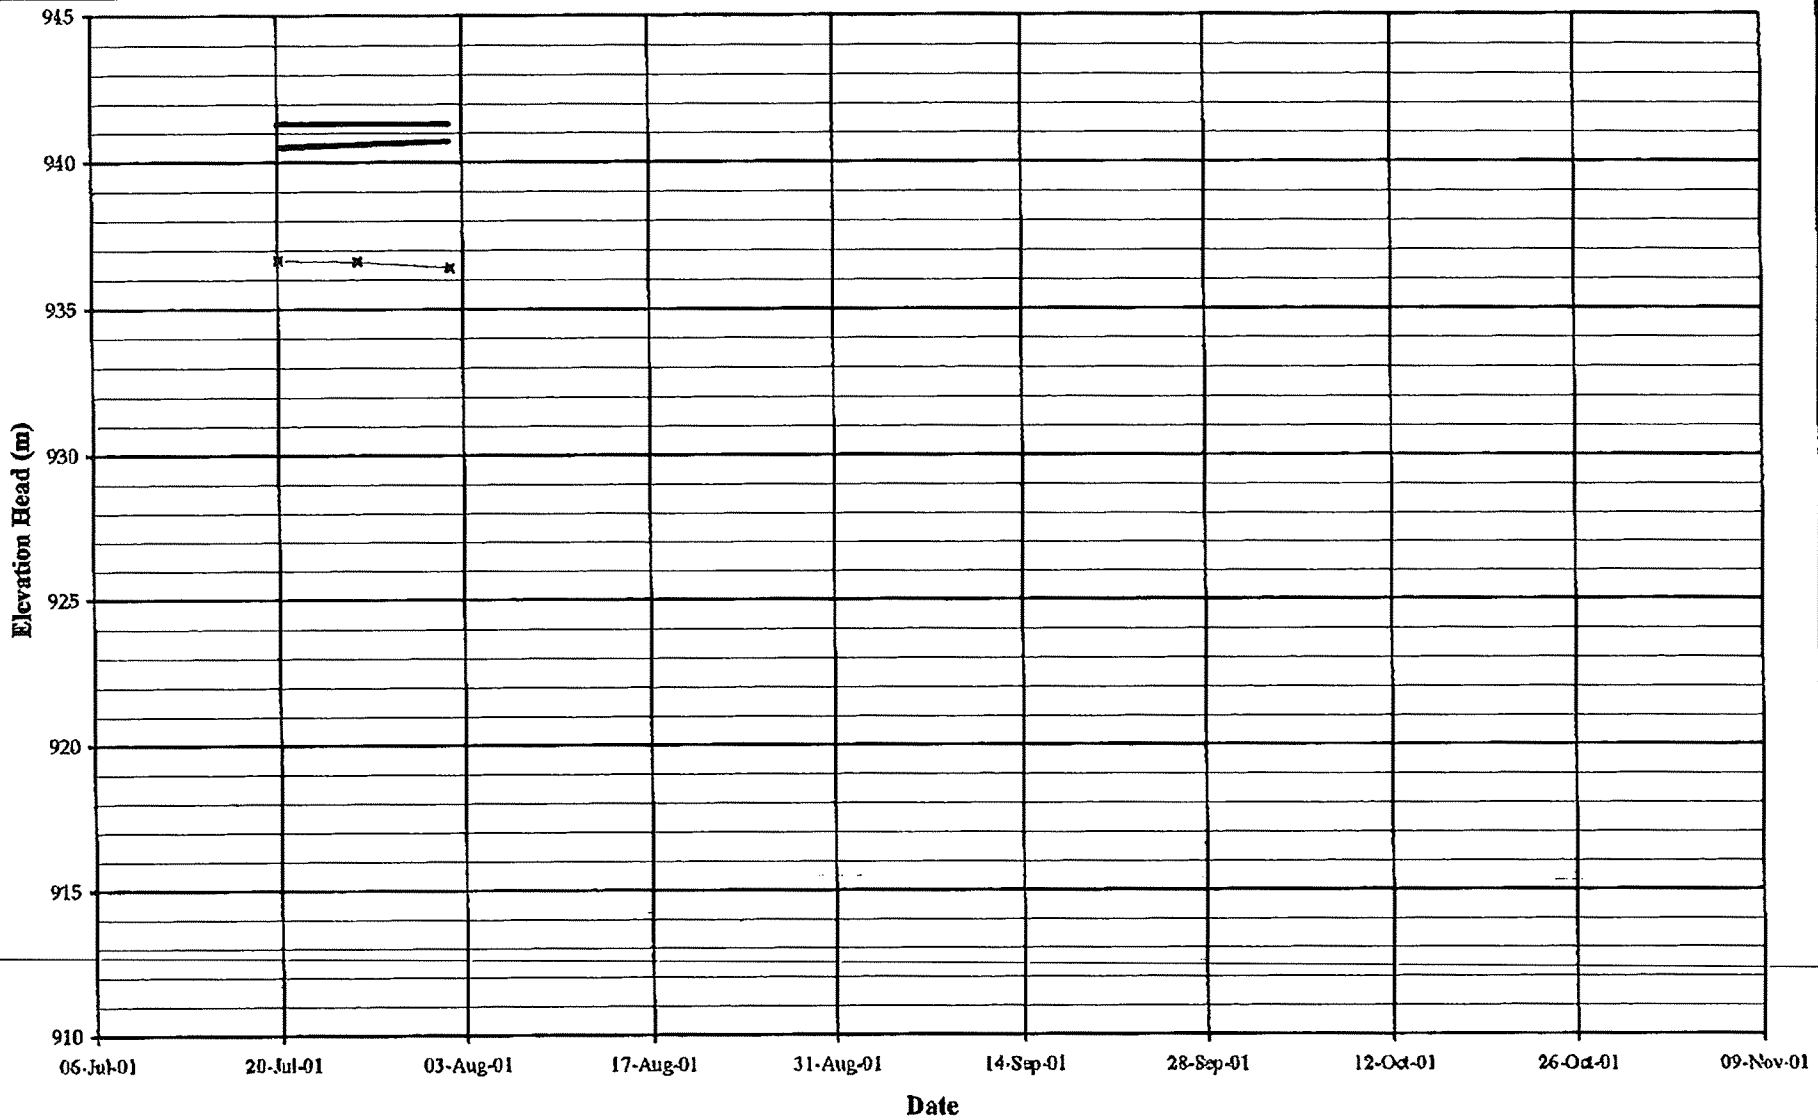 945
940
935
930
925
920
915
910
Elevation Head (m)
06-Jul-01 20-Jul-01 03-Aug-01 17-Aug-01 31-Aug-01 14-Sep-01 28-Sep-01 12-Oct-01 26-Oct-01 09-Nov-01
Date